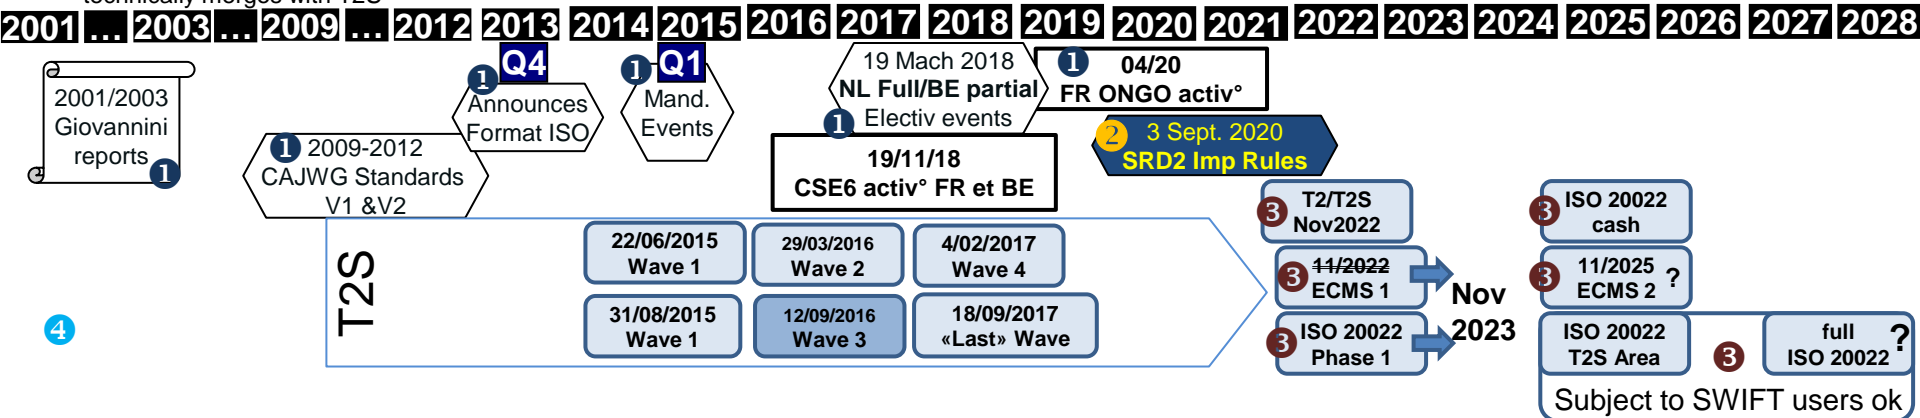 technically merges with T2S
2001 ... 2003 ... 2009 ... 2012 2013 2014 2015 2016 2017 2018 2019 2020 2021 2022 2023 2024 2025 2026 2027 2028
2001/2003
Giovannini
reports
1
1 2009-2012
CAJWG Standards
V1 &V2
Q4
1
Announces
Format ISO
Q1
1
Mand.
Events
19 Mach 2018
NL Full/BE partial
Electiv events
1
19/11/18
CSE6 activ° FR et BE
1 04/20
FR ONGO activ°
2 3 Sept. 2020
SRD2 Imp Rules
T2S
22/06/2015
Wave 1
29/03/2016
Wave 2
4/02/2017
Wave 4
31/08/2015
Wave 1
12/09/2016
Wave 3
18/09/2017
«Last» Wave
3 T2/T2S
Nov2022
3 11/2022
ECMS 1
3 ISO 20022
Phase 1
Nov
2023
3 ISO 20022
cash
3 11/2025
ECMS 2 ?
ISO 20022
T2S Area
3
full
ISO 20022 ?
Subject to SWIFT users ok
4